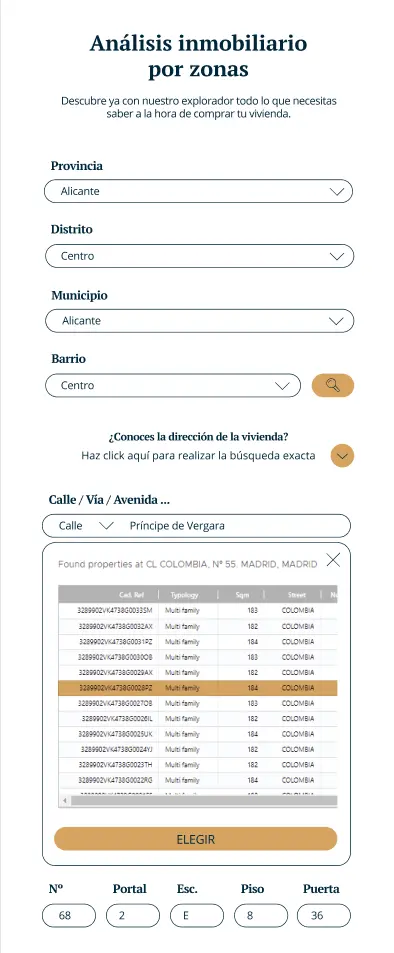 Análisis inmobiliario
por zonas
Descubre ya con nuestro explorador todo lo que necesitas
saber a la hora de comprar tu vivienda.
Provincia
Alicante
Distrito
Centro
Municipio
Alicante
Barrio
Centro
¿Conoces la dirección de la vivienda?
Haz click aquí para realizar la búsqueda exacta
Calle / Vía / Avenida ...
Calle Príncipe de Vergara
Found properties at CL COLOMBIA, Nº 55. MADRID, MADRID
Cad. Ref Typology Sqm Street
3289902VK4738G0033SM Multi family 183 COLOMBIA
3289902VK4738G0032AX Multi family 182 COLOMBIA
3289902VK4738G0031PZ Multi family 184 COLOMBIA
3289902VK4738G0030OB Multi family 183 COLOMBIA
3289902VK4738G0029AX Multi family 182 COLOMBIA
3289902VK4738G0028PZ Multi family 184 COLOMBIA
3289902VK4738G0027OB Multi family 183 COLOMBIA
3289902VK4738G0026IL Multi family 182 COLOMBIA
3289902VK4738G0025UK Multi family 184 COLOMBIA
3289902VK4738G0024YJ Multi family 182 COLOMBIA
3289902VK4738G0023TH Multi family 182 COLOMBIA
3289902VK4738G0022RG Multi family 184 COLOMBIA
ELEGIR
Nº Portal Esc. Piso Puerta
68 2 E 8 36